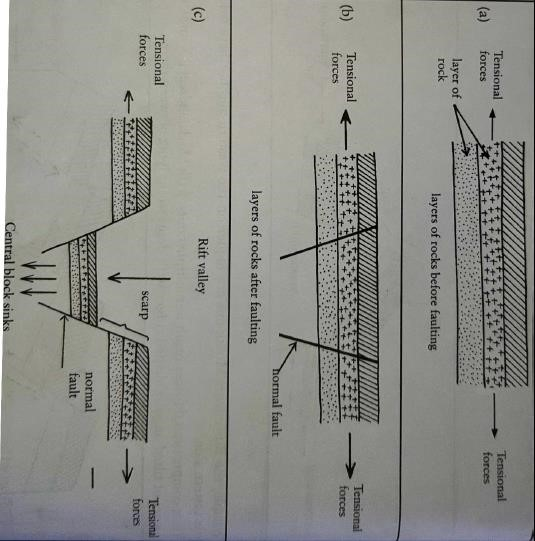 (a)
Tensional
forces
layer of
rock
Tensional
forces
layers of rocks before faulting
(b)
Tensional
forces
Tensional
forces
normal fault
layers of rocks after faulting
(c)
Rift valley
Tensional
forces
scarp
Tensional
forces
normal
fault
Central block sinks